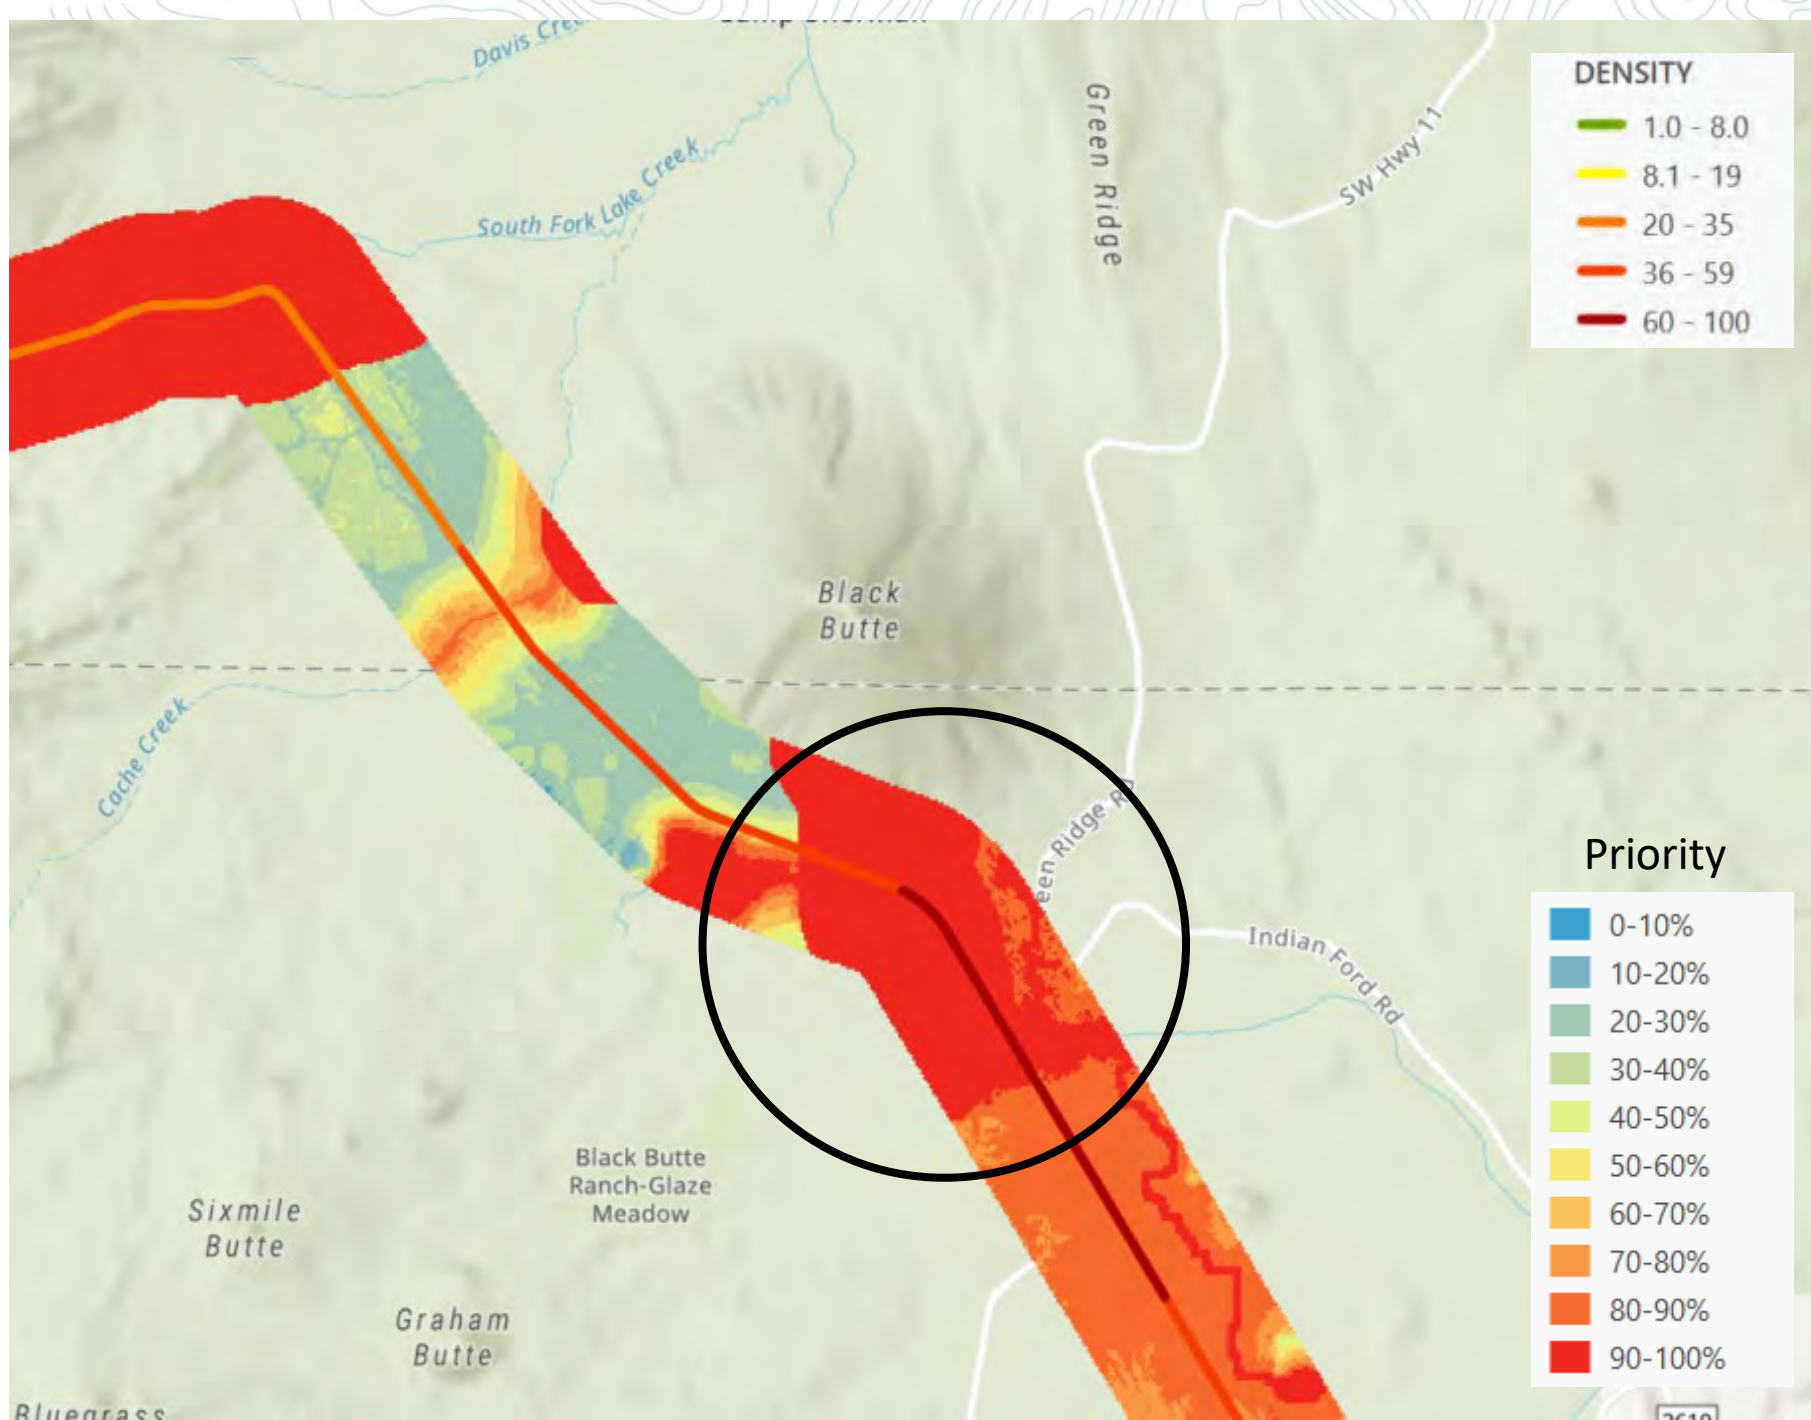 Davis Cree
South Fork Lake Creek
Green Ridge
SW Hwy 11
DENSITY
1.0 - 8.0
8.1 - 19
20 - 35
36 - 59
60 - 100
Black
Butte
Cache Creek
een Ridge Rd
Indian Ford Rd
Priority
0-10%
10-20%
20-30%
30-40%
40-50%
50-60%
60-70%
70-80%
80-90%
90-100%
Black Butte
Ranch-Glaze
Meadow
Sixmile
Butte
Graham
Butte
Bluegrass